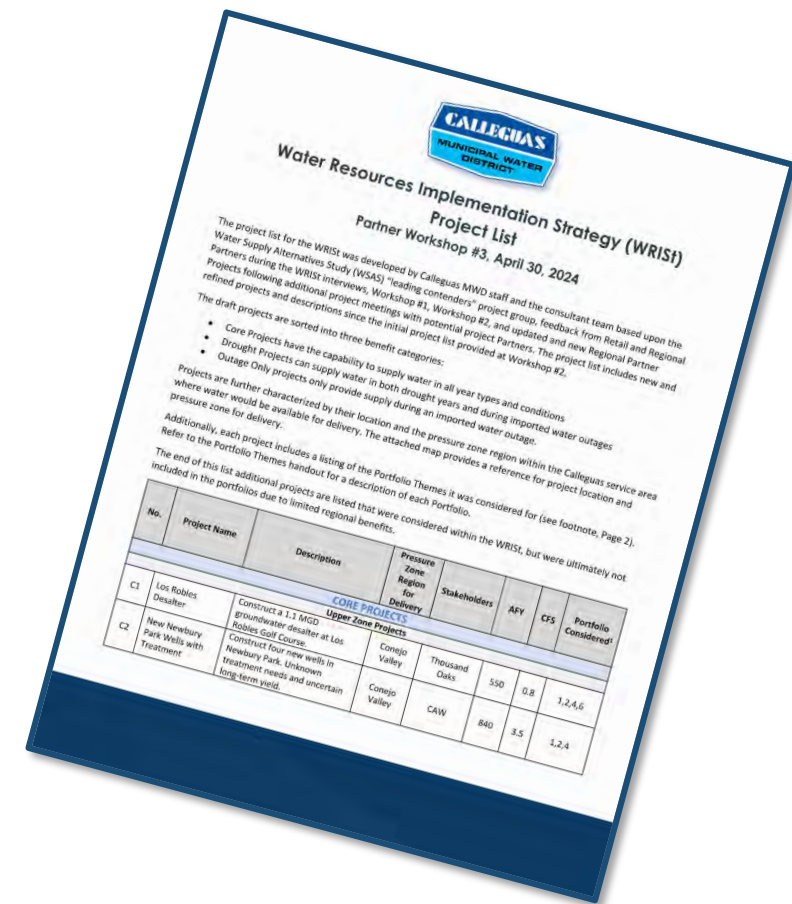 CALLEGUAS
MUNICIPAL WATER
DISTRICT
Water Resources Implementation Strategy (WRISt)
Project List
Partner Workshop #3, April 30, 2024
The project list for the WRISt was developed by Calleguas MWD staff and the consultant team based upon the
Water Supply Alternatives Study (WSAS) "leading contenders" project group, feedback from Retail and Regional
Partners during the WRISt interviews, Workshop #1, Workshop #2, and updated and new Regional Partner
Projects following additional project meetings with potential project Partners. The project list includes new and
refined projects and descriptions since the initial project list provided at Workshop #2.
The draft projects are sorted into three benefit categories:
• Core Projects have the capability to supply water in all year types and conditions
• Drought Projects can supply water in both drought years and during imported water outages
• Outage Only projects only provide supply during an imported water outage.
Projects are further characterized by their location and the pressure zone region within the Calleguas service area
where water would be available for delivery. The attached map provides a reference for project location and
pressure zone for delivery.
Additionally, each project includes a listing of the Portfolio Themes it was considered for (see footnote, Page 2).
Refer to the Portfolio Themes handout for a description of each Portfolio.
The end of this list additional projects are listed that were considered within the WRISt, but were ultimately not
included in the portfolios due to limited regional benefits.
No. Project Name Description Pressure Zone Region for Delivery Stakeholders AFY CFS Portfolio Considered¹
CORE PROJECTS
Upper Zone Projects
C1 Los Robles Desalter Construct a 1.1 MGD groundwater desalter at Los Robles Golf Course. Conejo Valley Thousand Oaks 550 0.8 1,2,4,6
C2 New Newbury Park Wells with Treatment Construct four new wells in Newbury Park. Unknown treatment needs and uncertain long-term yield. Conejo Valley CAW 840 3.5 1,2,4